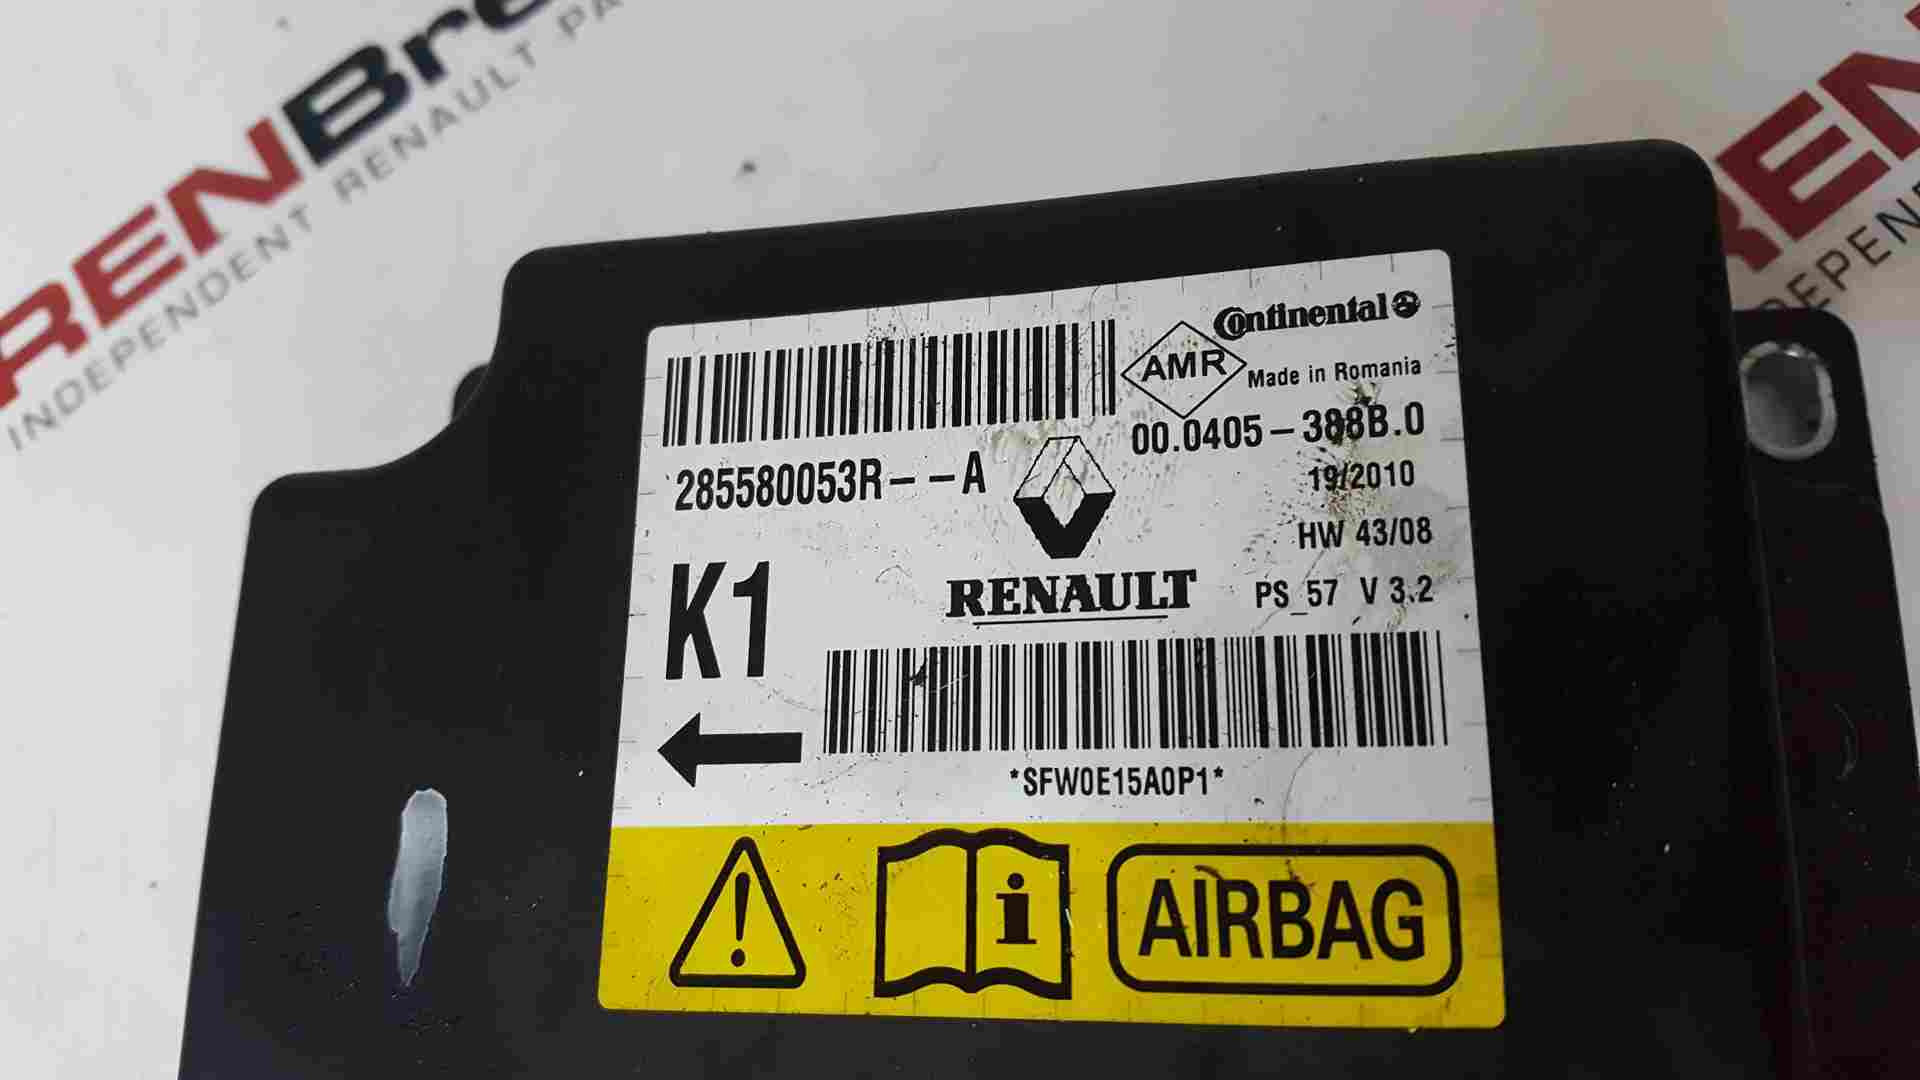 RENBre
INDEPENDENT RENAULT PA
REN
INDEPENDEN
Continental
AMR
Made in Romania
00.0405-388B.0
285580053R--A
19/2010
HW 43/08
K1
RENAULT
PS_57 V 3.2
*SFW0E15A0P1*
! i AIRBAG